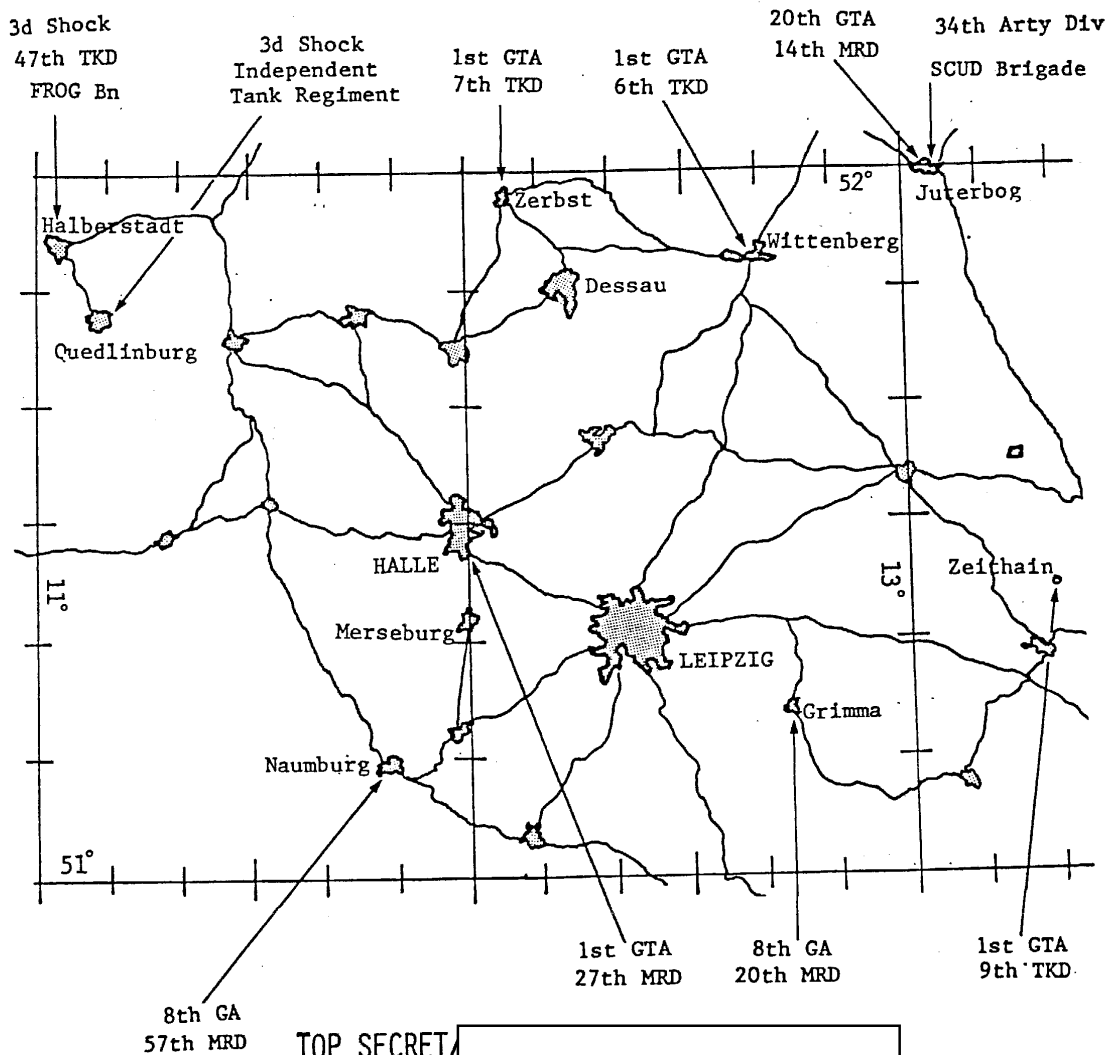 3d Shock
47th TKD
FROG Bn
3d Shock
Independent
Tank Regiment
1st GTA
7th TKD
1st GTA
6th TKD
20th GTA
14th MRD
34th Arty Div
SCUD Brigade
52°
Juterbog
Zerbst
Halberstadt
Wittenberg
Dessau
Quedlinburg
HALLE
11°
13°
Zeithain
Merseburg
LEIPZIG
Grimma
Naumburg
51°
1st GTA
27th MRD
8th GA
20th MRD
1st GTA
9th TKD
8th GA
57th MRD
TOP SECRET/